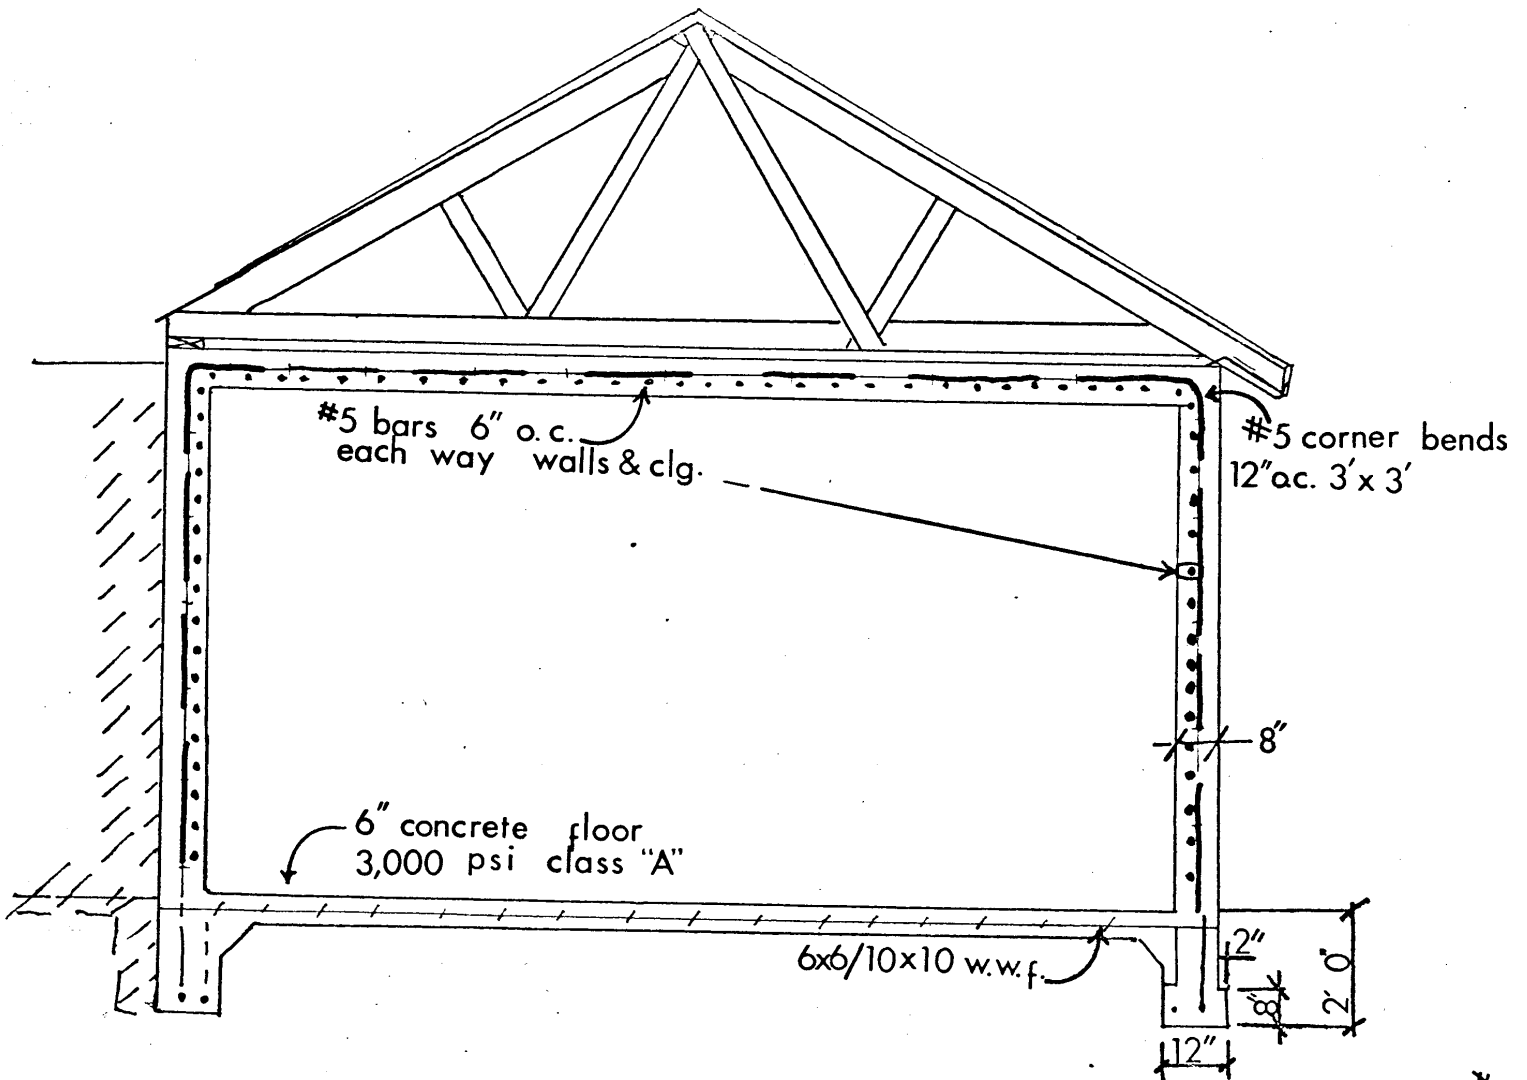 #5 bars 6" o.c.
each way walls & clg.
#5 corner bends
12" o.c. 3' x 3'
8"
6" concrete floor
3,000 psi class "A"
6x6/10x10 w.w.f.
2"
8"
2' 0"
12"